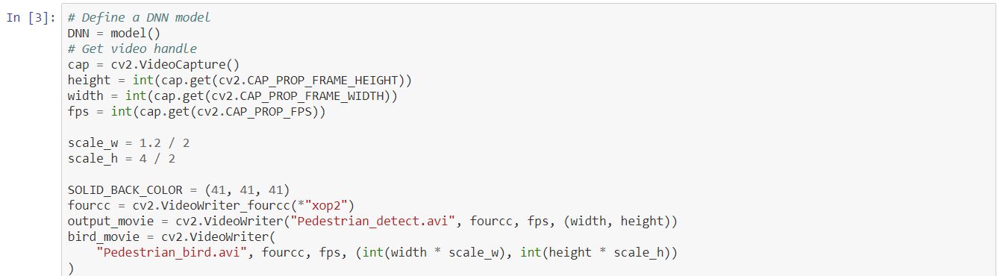 In [3]: # Define a DNN model
DNN = model()
# Get video handle
cap = cv2.VideoCapture()
height = int(cap.get(cv2.CAP_PROP_FRAME_HEIGHT))
width = int(cap.get(cv2.CAP_PROP_FRAME_WIDTH))
fps = int(cap.get(cv2.CAP_PROP_FPS))

scale_w = 1.2 / 2
scale_h = 4 / 2

SOLID_BACK_COLOR = (41, 41, 41)
fourcc = cv2.VideoWriter_fourcc(*"xop2")
output_movie = cv2.VideoWriter("Pedestrian_detect.avi", fourcc, fps, (width, height))
bird_movie = cv2.VideoWriter(
    "Pedestrian_bird.avi", fourcc, fps, (int(width * scale_w), int(height * scale_h))
)